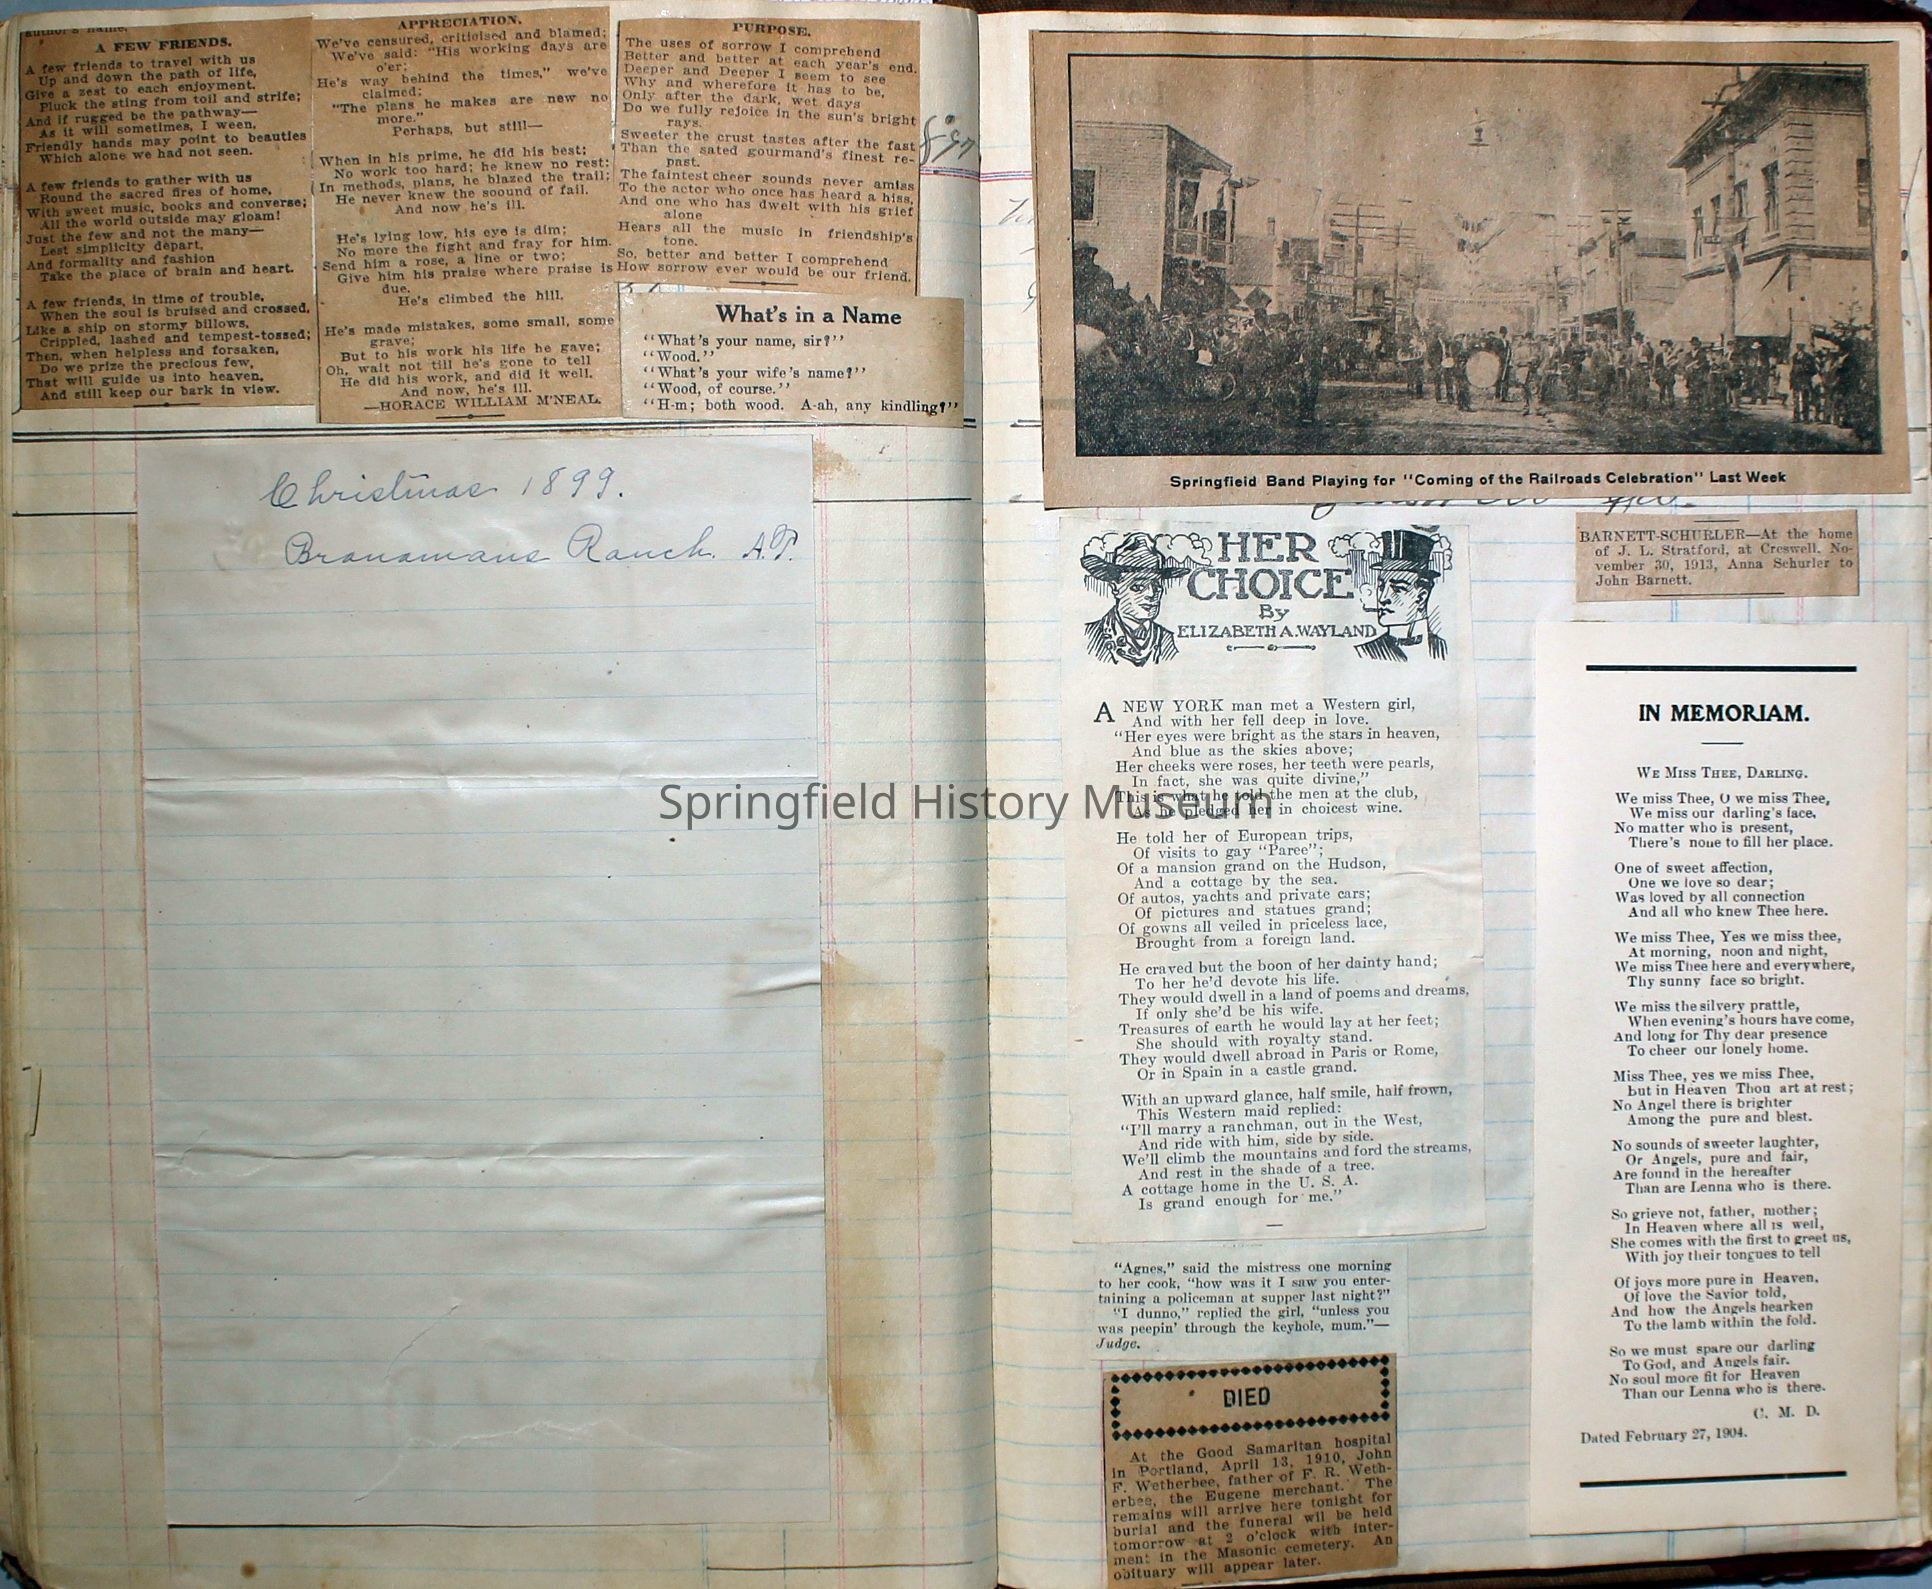 author's name.
A FEW FRIENDS.
A few friends to travel with us
Up and down the path of life,
Give a zest to each enjoyment.
Pluck the sting from toil and strife;
And if rugged be the pathway—
As it will sometimes, I ween,
Friendly hands may point to beauties
Which alone we had not seen.
A few friends to gather with us
Round the sacred fires of home,
With sweet music, books and converse;
All the world outside may gloam!
Just the few and not the many—
Lest simplicity depart,
And formality and fashion
Take the place of brain and heart.
A few friends, in time of trouble,
When the soul is bruised and crossed,
Like a ship on stormy billows,
Crippled, lashed and tempest-tossed;
Then, when helpless and forsaken,
Do we prize the precious few,
That will guide us into heaven,
And still keep our bark in view.
APPRECIATION.
We've censured, criticised and blamed;
We've said: "His working days are
o'er;
He's way behind the times," we've
claimed;
"The plans he makes are new no
more."
Perhaps, but still—
When in his prime, he did his best;
No work too hard; he knew no rest;
In methods, plans, he blazed the trail;
He never knew the soound of fail.
And now he's ill.
He's lying low, his eye is dim;
No more the fight and fray for him.
Send him a rose, a line or two;
Give him his praise where praise is
due.
He's climbed the hill.
He's made mistakes, some small, some
grave;
But to his work his life he gave;
Oh, wait not till he's gone to tell
He did his work, and did it well.
And now, he's ill.
—HORACE WILLIAM M'NEAL.
PURPOSE.
The uses of sorrow I comprehend
Better and better at each year's end.
Deeper and Deeper I seem to see
Why and wherefore it has to be,
Only after the dark, wet days
Do we fully rejoice in the sun's bright
rays.
Sweeter the crust tastes after the fast
Than the sated gourmand's finest re-
past.
The faintest cheer sounds never amiss
To the actor who once has heard a hiss,
And one who has dwelt with his grief
alone
Hears all the music in friendship's
tone.
So, better and better I comprehend
How sorrow ever would be our friend.
What's in a Name
"What's your name, sir?"
"Wood."
"What's your wife's name?"
"Wood, of course."
"H-m; both wood. A-ah, any kindling?"
Christmas 1899.
Branamans Ranch. A.T.
Springfield Band Playing for "Coming of the Railroads Celebration" Last Week
HER
CHOICE
By
ELIZABETH A. WAYLAND
A NEW YORK man met a Western girl,
And with her fell deep in love.
"Her eyes were bright as the stars in heaven,
And blue as the skies above;
Her cheeks were roses, her teeth were pearls,
In fact, she was quite divine,"
This is what he told the men at the club,
As he pledged her in choicest wine.
He told her of European trips,
Of visits to gay "Paree";
Of a mansion grand on the Hudson,
And a cottage by the sea.
Of autos, yachts and private cars;
Of pictures and statues grand;
Of gowns all veiled in priceless lace,
Brought from a foreign land.
He craved but the boon of her dainty hand;
To her he'd devote his life.
They would dwell in a land of poems and dreams,
If only she'd be his wife.
Treasures of earth he would lay at her feet;
She should with royalty stand.
They would dwell abroad in Paris or Rome,
Or in Spain in a castle grand.
With an upward glance, half smile, half frown,
This Western maid replied:
"I'll marry a ranchman, out in the West,
And ride with him, side by side.
We'll climb the mountains and ford the streams,
And rest in the shade of a tree.
A cottage home in the U. S. A.
Is grand enough for me."
"Agnes," said the mistress one morning
to her cook, "how was it I saw you enter-
taining a policeman at supper last night?"
"I dunno," replied the girl, "unless you
was peepin' through the keyhole, mum."—
Judge.
DIED
At the Good Samaritan hospital
in Portland, April 13, 1910, John
F. Wetherbee, father of F. R. Weth-
erbee, the Eugene merchant. The
remains will arrive here tonight for
burial and the funeral wil be held
tomorrow at 2 o'clock with inter-
ment in the Masonic cemetery. An
obituary will appear later.
BARNETT-SCHURLER—At the home
of J. L. Stratford, at Creswell, No-
vember 30, 1913, Anna Schurler to
John Barnett.
IN MEMORIAM.
WE MISS THEE, DARLING.
We miss Thee, O we miss Thee,
We miss our darling's face,
No matter who is present,
There's none to fill her place.
One of sweet affection,
One we love so dear;
Was loved by all connection
And all who knew Thee here.
We miss Thee, Yes we miss thee,
At morning, noon and night,
We miss Thee here and everywhere,
Thy sunny face so bright.
We miss the silvery prattle,
When evening's hours have come,
And long for Thy dear presence
To cheer our lonely home.
Miss Thee, yes we miss Thee,
but in Heaven Thou art at rest;
No Angel there is brighter
Among the pure and blest.
No sounds of sweeter laughter,
Or Angels, pure and fair,
Are found in the hereafter
Than are Lenna who is there.
So grieve not, father, mother;
In Heaven where all is well,
She comes with the first to greet us,
With joy their tongues to tell
Of joys more pure in Heaven,
Of love the Savior told,
And how the Angels hearken
To the lamb within the fold.
So we must spare our darling
To God, and Angels fair.
No soul more fit for Heaven
Than our Lenna who is there.
C. M. D.
Dated February 27, 1904.
Springfield History Museum